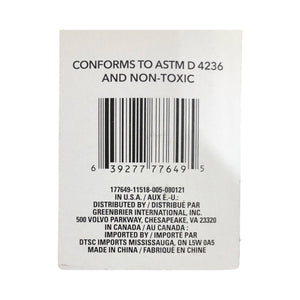 CONFORMS TO ASTM D 4236
AND NON-TOXIC
6 39277 77649 5
177649-11518-005-080121
IN U.S.A./ AUX É.-U.:
DISTRIBUTED BY / DISTRIBUÉ PAR
GREENBRIER INTERNATIONAL, INC.
500 VOLVO PARKWAY, CHESAPEAKE, VA 23320
IN CANADA / AU CANADA :
IMPORTED BY / IMPORTÉ PAR
DTSC IMPORTS MISSISSAUGA, ON L5W 0A5
MADE IN CHINA / FABRIQUÉ EN CHINE